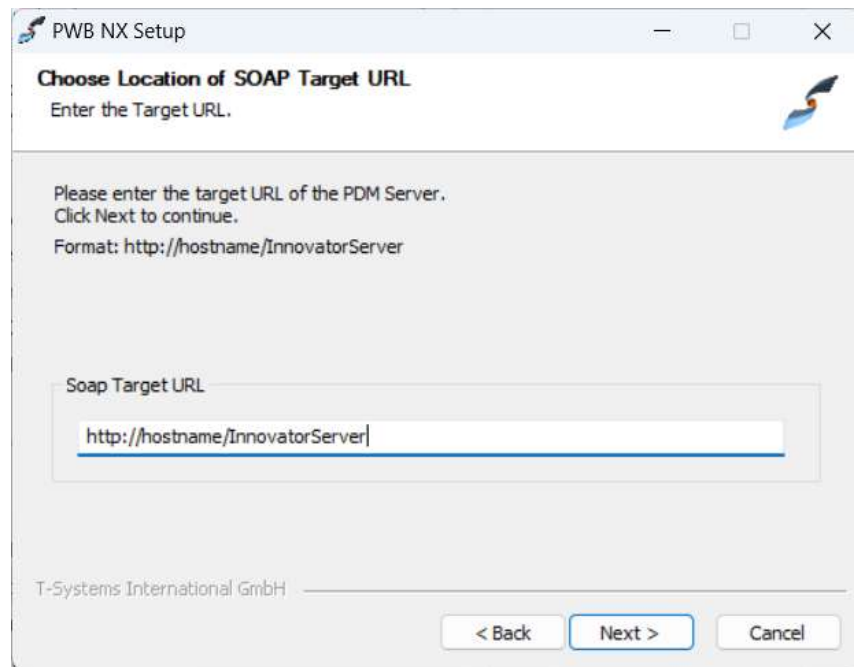 PWB NX Setup
Choose Location of SOAP Target URL
Enter the Target URL.
Please enter the target URL of the PDM Server.
Click Next to continue.
Format: http://hostname/InnovatorServer
Soap Target URL
http://hostname/InnovatorServer
T-Systems International GmbH
< Back Next > Cancel